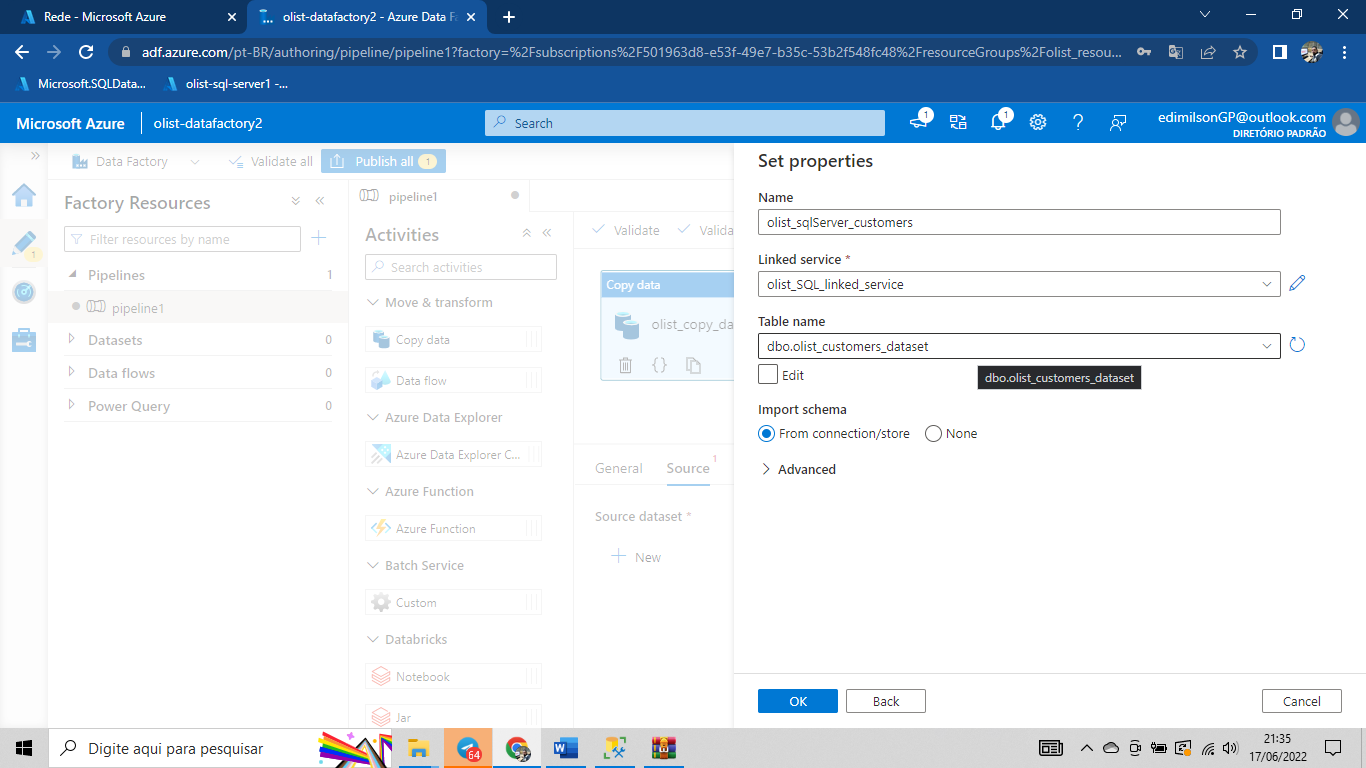 Rede - Microsoft Azure
olist-datafactory2 - Azure Data Fa
adf.azure.com/pt-BR/authoring/pipeline/pipeline1?factory=%2Fsubscriptions%2F501963d8-e53f-49e7-b35c-53b2f548fc48%2FresourceGroups%2Folist_resou...
Microsoft.SQLData...
olist-sql-server1 -...
Microsoft Azure
olist-datafactory2
Search
1
1
edimilsonGP@outlook.com
DIRETÓRIO PADRÃO
Data Factory
Validate all
Publish all
1
1
Factory Resources
Filter resources by name
Pipelines
1
pipeline1
Datasets
0
Data flows
0
Power Query
0
pipeline1
Activities
Search activities
Move & transform
Copy data
Data flow
Azure Data Explorer
Azure Data Explorer C...
Azure Function
Azure Function
Batch Service
Custom
Databricks
Notebook
Jar
Validate
Valida
Copy data
olist_copy_da
{}
General
Source
1
Source dataset *
New
Set properties
Name
olist_sqlServer_customers
Linked service *
olist_SQL_linked_service
Table name
dbo.olist_customers_dataset
Edit
dbo.olist_customers_dataset
Import schema
From connection/store
None
Advanced
OK
Back
Cancel
Digite aqui para pesquisar
64
21:35
17/06/2022